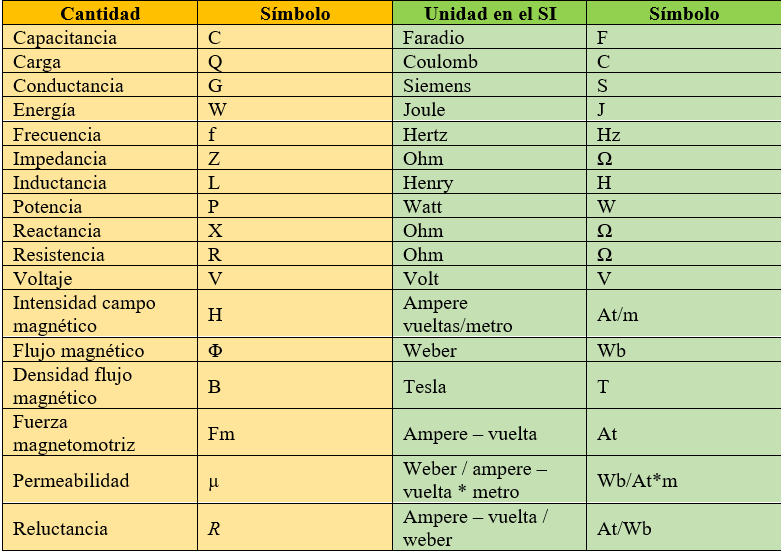 Cantidad Símbolo Unidad en el SI Símbolo
Capacitancia C Faradio F
Carga Q Coulomb C
Conductancia G Siemens S
Energía W Joule J
Frecuencia f Hertz Hz
Impedancia Z Ohm Ω
Inductancia L Henry H
Potencia P Watt W
Reactancia X Ohm Ω
Resistencia R Ohm Ω
Voltaje V Volt V
Intensidad campo
magnético
H
Ampere
vueltas/metro
At/m
Flujo magnético Φ Weber Wb
Densidad flujo
magnético
B
Tesla
T
Fuerza
magnetomotriz
Fm
Ampere – vuelta
At
Permeabilidad
μ
Weber / ampere –
vuelta * metro
Wb/At*m
Reluctancia
R
Ampere – vuelta /
weber
At/Wb